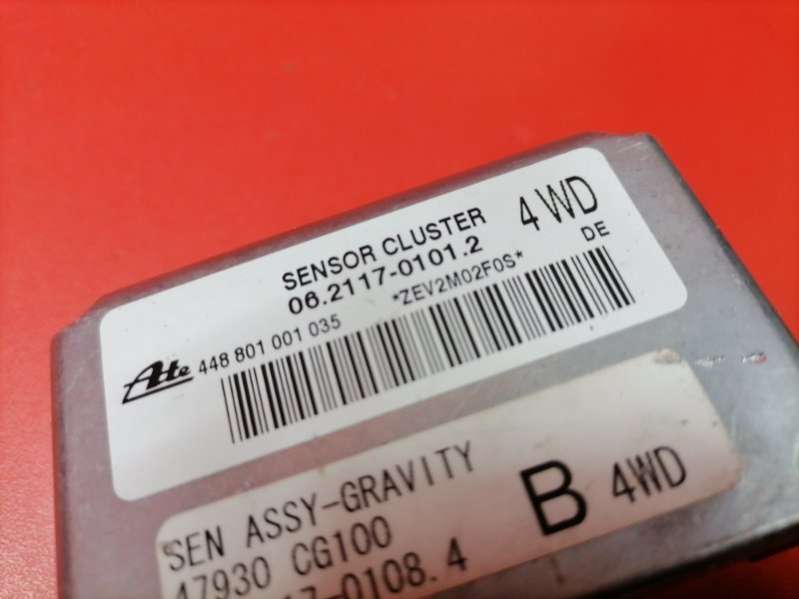 SENSOR CLUSTER 4WD
06.2117-0101.2
*ZEV2M02F0S* DE
Ate 448 801 001 035
SEN ASSY-GRAVITY
47930 CG100 B 4WD
17-0108.4